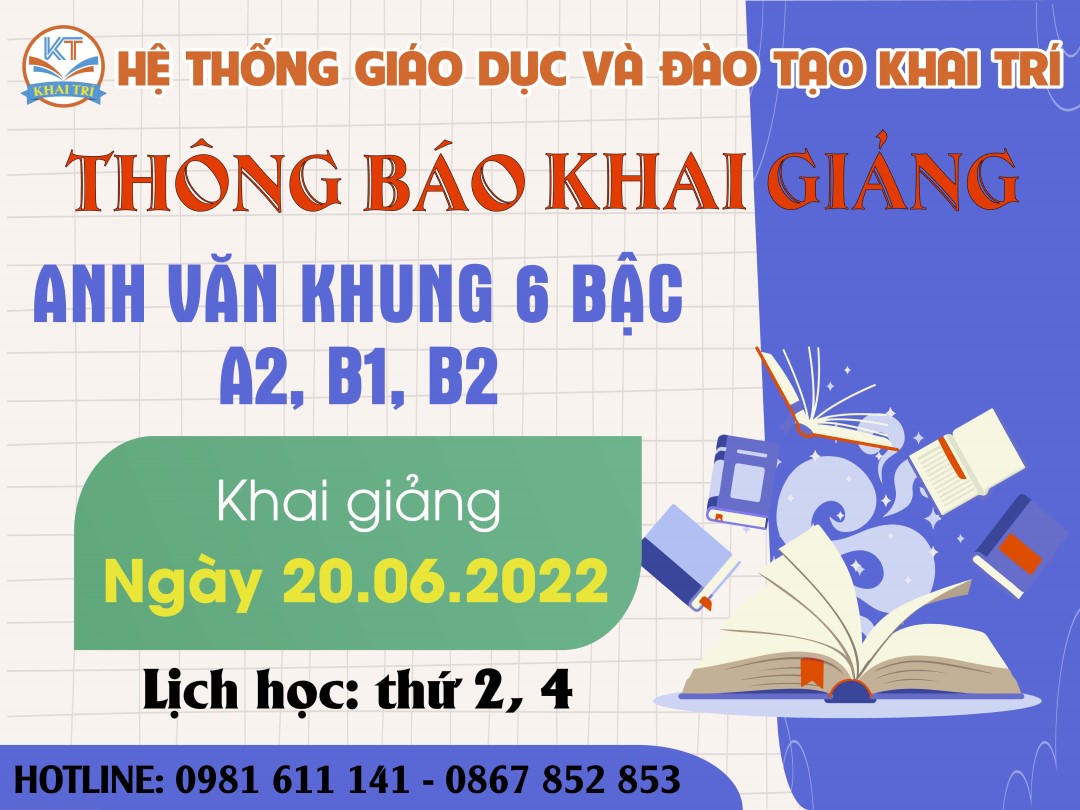 KT
KHAI TRÍ
HỆ THỐNG GIÁO DỤC VÀ ĐÀO TẠO KHAI TRÍ
THÔNG BÁO KHAI GIẢNG
ANH VĂN KHUNG 6 BẬC
A2, B1, B2
Khai giảng
Ngày 20.06.2022
Lịch học: thứ 2, 4
HOTLINE: 0981 611 141 - 0867 852 853